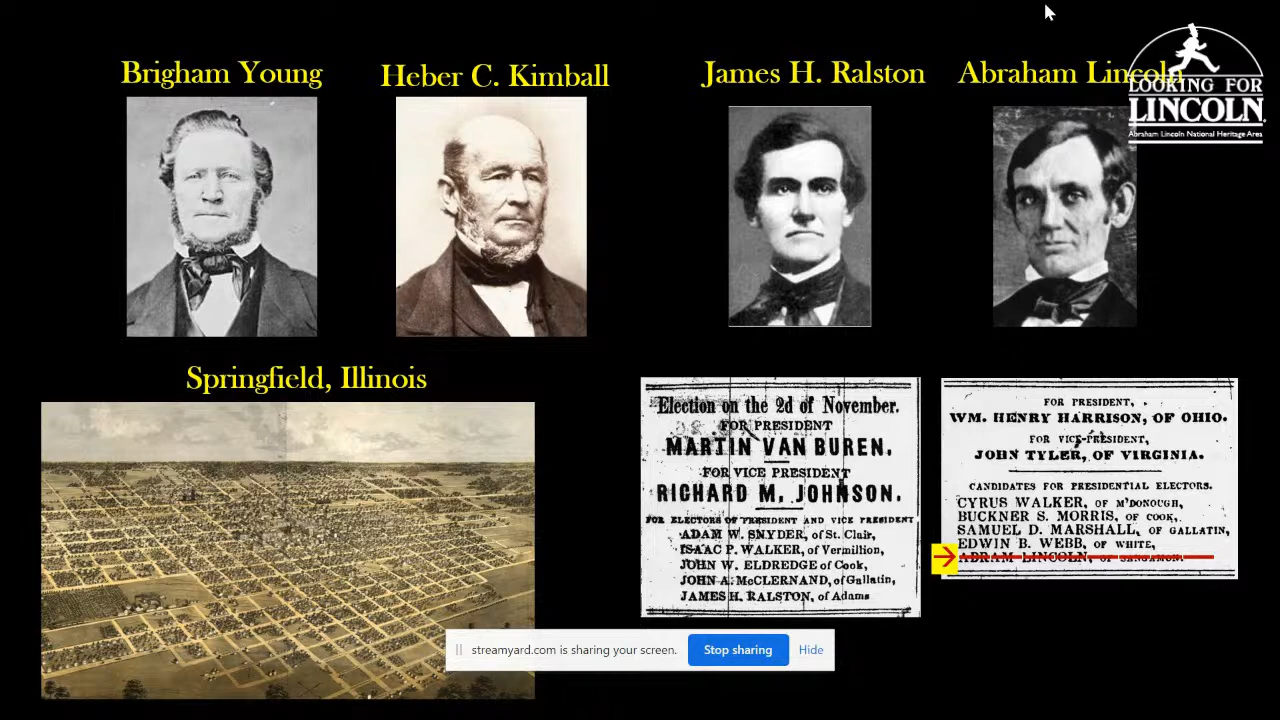 Brigham Young
Heber C. Kimball
James H. Ralston
Abraham Lincoln
LOOKING FOR
LINCOLN
Abraham Lincoln National Heritage Area
Springfield, Illinois
Election on the 2d of November.
FOR PRESIDENT
MARTIN VAN BUREN.
FOR VICE PRESIDENT
RICHARD M. JOHNSON.
FOR ELECTORS OF PRESIDENT AND VICE PRESIDENT
ADAM W. SNYDER, of St. Clair,
ISAAC P. WALKER, of Vermillion,
JOHN W. ELDREDGE of Cook,
JOHN A. McCLERNAND, of Gallatin,
JAMES H. RALSTON, of Adams
FOR PRESIDENT,
WM. HENRY HARRISON, OF OHIO.
FOR VICE-PRESIDENT,
JOHN TYLER, OF VIRGINIA.
CANDIDATES FOR PRESIDENTIAL ELECTORS.
CYRUS WALKER, OF M'DONOUGH,
BUCKNER S. MORRIS, OF COOK,
SAMUEL D. MARSHALL, OF GALLATIN,
EDWIN B. WEBB, OF WHITE,
ABRAM LINCOLN, OF SANGAMON.
streamyard.com is sharing your screen.
Stop sharing
Hide